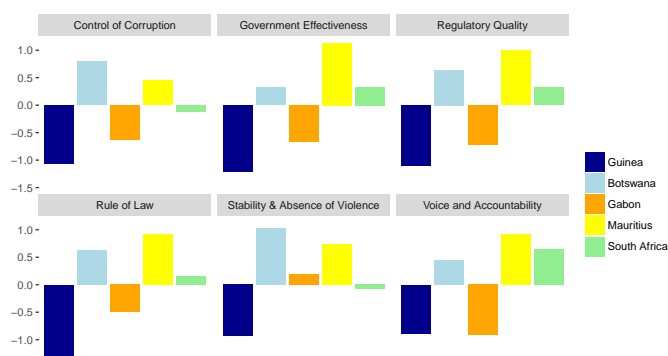 Control of Corruption
Government Effectiveness
Regulatory Quality
1.0
0.5
0.0
−0.5
−1.0
−1.5
Rule of Law
Stability & Absence of Violence
Voice and Accountability
1.0
0.5
0.0
−0.5
−1.0
Guinea
Botswana
Gabon
Mauritius
South Africa